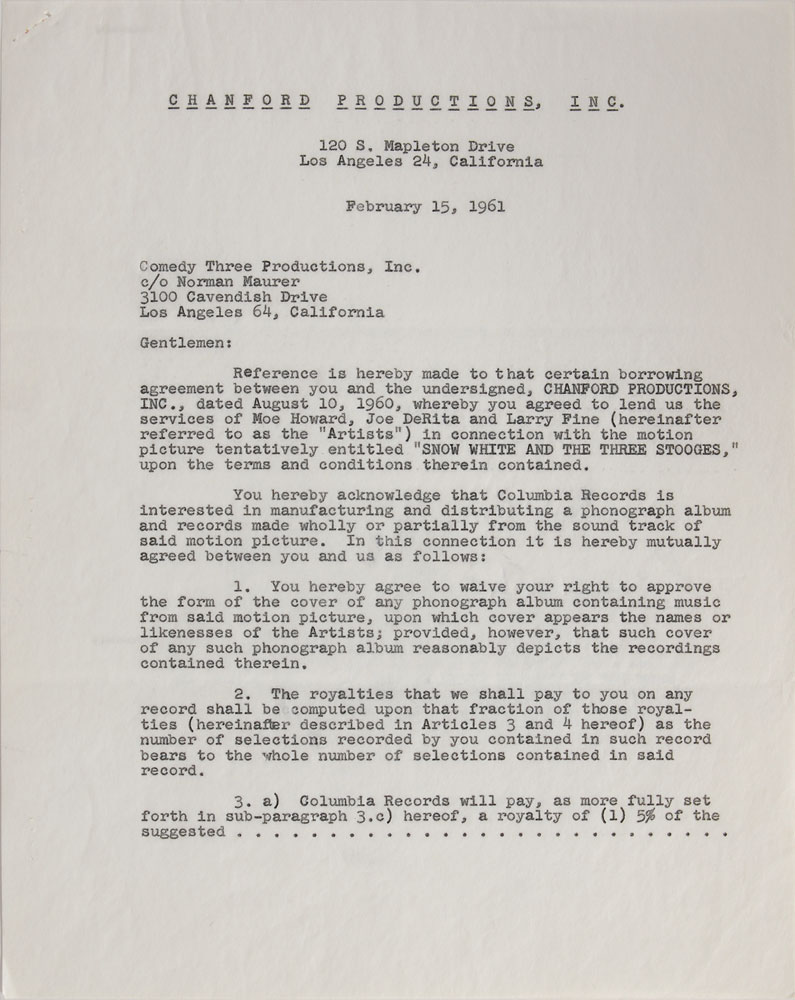 CHANFORD PRODUCTIONS, INC.
120 S. Mapleton Drive
Los Angeles 24, California
February 15, 1961
Comedy Three Productions, Inc.
c/o Norman Maurer
3100 Cavendish Drive
Los Angeles 64, California
Gentlemen:
Reference is hereby made to that certain borrowing
agreement between you and the undersigned, CHANFORD PRODUCTIONS,
INC., dated August 10, 1960, whereby you agreed to lend us the
services of Moe Howard, Joe DeRita and Larry Fine (hereinafter
referred to as the "Artists") in connection with the motion
picture tentatively entitled "SNOW WHITE AND THE THREE STOOGES,"
upon the terms and conditions therein contained.
You hereby acknowledge that Columbia Records is
interested in manufacturing and distributing a phonograph album
and records made wholly or partially from the sound track of
said motion picture. In this connection it is hereby mutually
agreed between you and us as follows:
1. You hereby agree to waive your right to approve
the form of the cover of any phonograph album containing music
from said motion picture, upon which cover appears the names or
likenesses of the Artists; provided, however, that such cover
of any such phonograph album reasonably depicts the recordings
contained therein.
2. The royalties that we shall pay to you on any
record shall be computed upon that fraction of those royal-
ties (hereinafter described in Articles 3 and 4 hereof) as the
number of selections recorded by you contained in such record
bears to the whole number of selections contained in said
record.
3. a) Columbia Records will pay, as more fully set
forth in sub-paragraph 3.c) hereof, a royalty of (1) 5% of the
suggested . . . . . . . . . . . . . . . . . . . . . . . . . . .